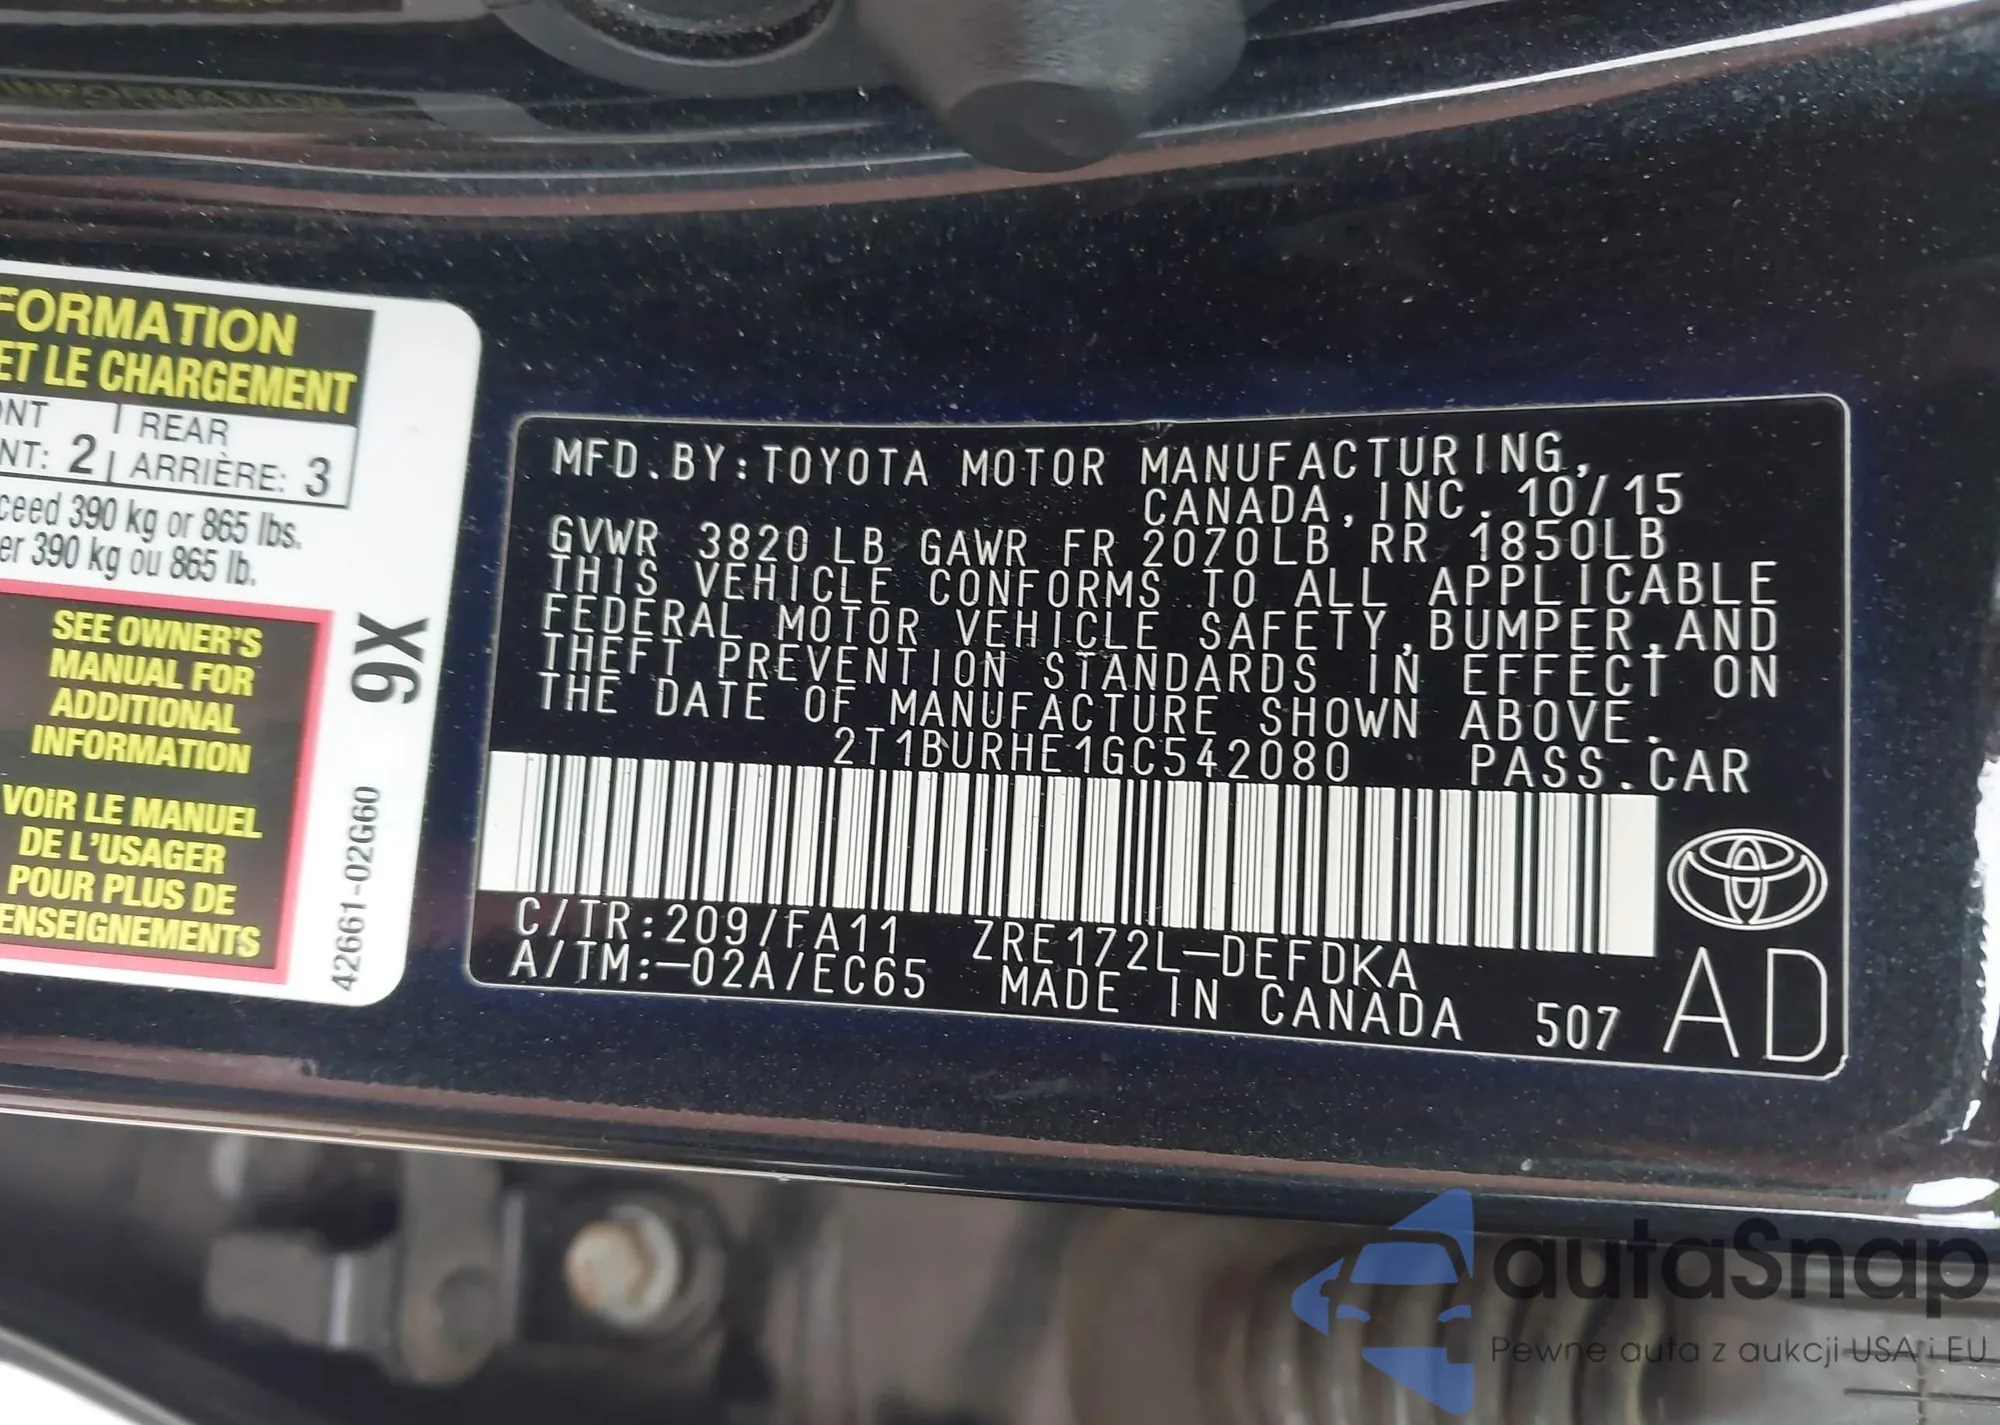 INFORMATION
FORMATION
ET LE CHARGEMENT
REAR
2 ARRIÈRE: 3
390 kg or 865 lbs.
390 kg ou 865 lb.
SEE OWNER'S
MANUAL FOR
ADDITIONAL
INFORMATION
VOIR LE MANUEL
DE L'USAGER
POUR PLUS DE
ENSEIGNEMENTS
9X
42661-02G60
MFD.BY:TOYOTA MOTOR MANUFACTURING,
CANADA, INC. 10/15
GVWR 3820 LB GAWR FR 2070LB RR 1850LB
THIS VEHICLE CONFORMS TO ALL APPLICABLE
FEDERAL MOTOR VEHICLE SAFETY,BUMPER,AND
THEFT PREVENTION STANDARDS IN EFFECT ON
THE DATE OF MANUFACTURE SHOWN ABOVE.
2T1BURHE1GC542080 PASS.CAR
C/TR:209/FA11 ZRE172L-DEFDKA
A/TM:-02A/EC65 MADE IN CANADA 507
AD
autaSnap
Pewne auta z aukcji USA i EU